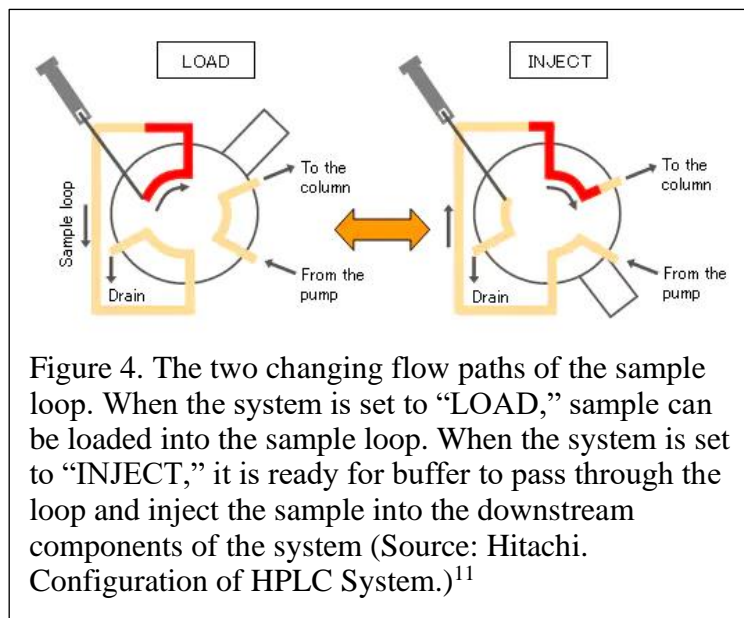 LOAD
INJECT
To the
column
To the
column
Sample loop
Drain
From the
pump
Drain
From the
pump
Figure 4. The two changing flow paths of the sample
loop. When the system is set to “LOAD,” sample can
be loaded into the sample loop. When the system is set
to “INJECT,” it is ready for buffer to pass through the
loop and inject the sample into the downstream
components of the system (Source: Hitachi.
Configuration of HPLC System.)¹¹